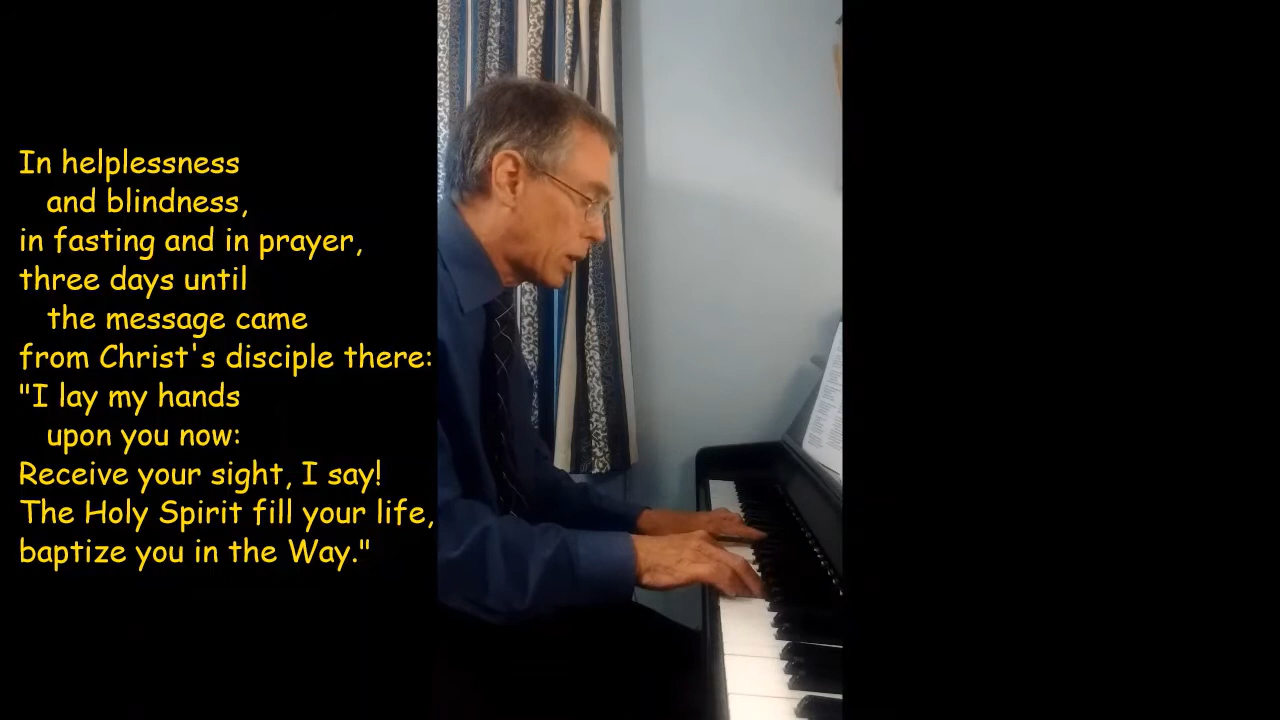 In helplessness
and blindness,
in fasting and in prayer,
three days until
the message came
from Christ's disciple there:
"I lay my hands
upon you now:
Receive your sight, I say!
The Holy Spirit fill your life,
baptize you in the Way."